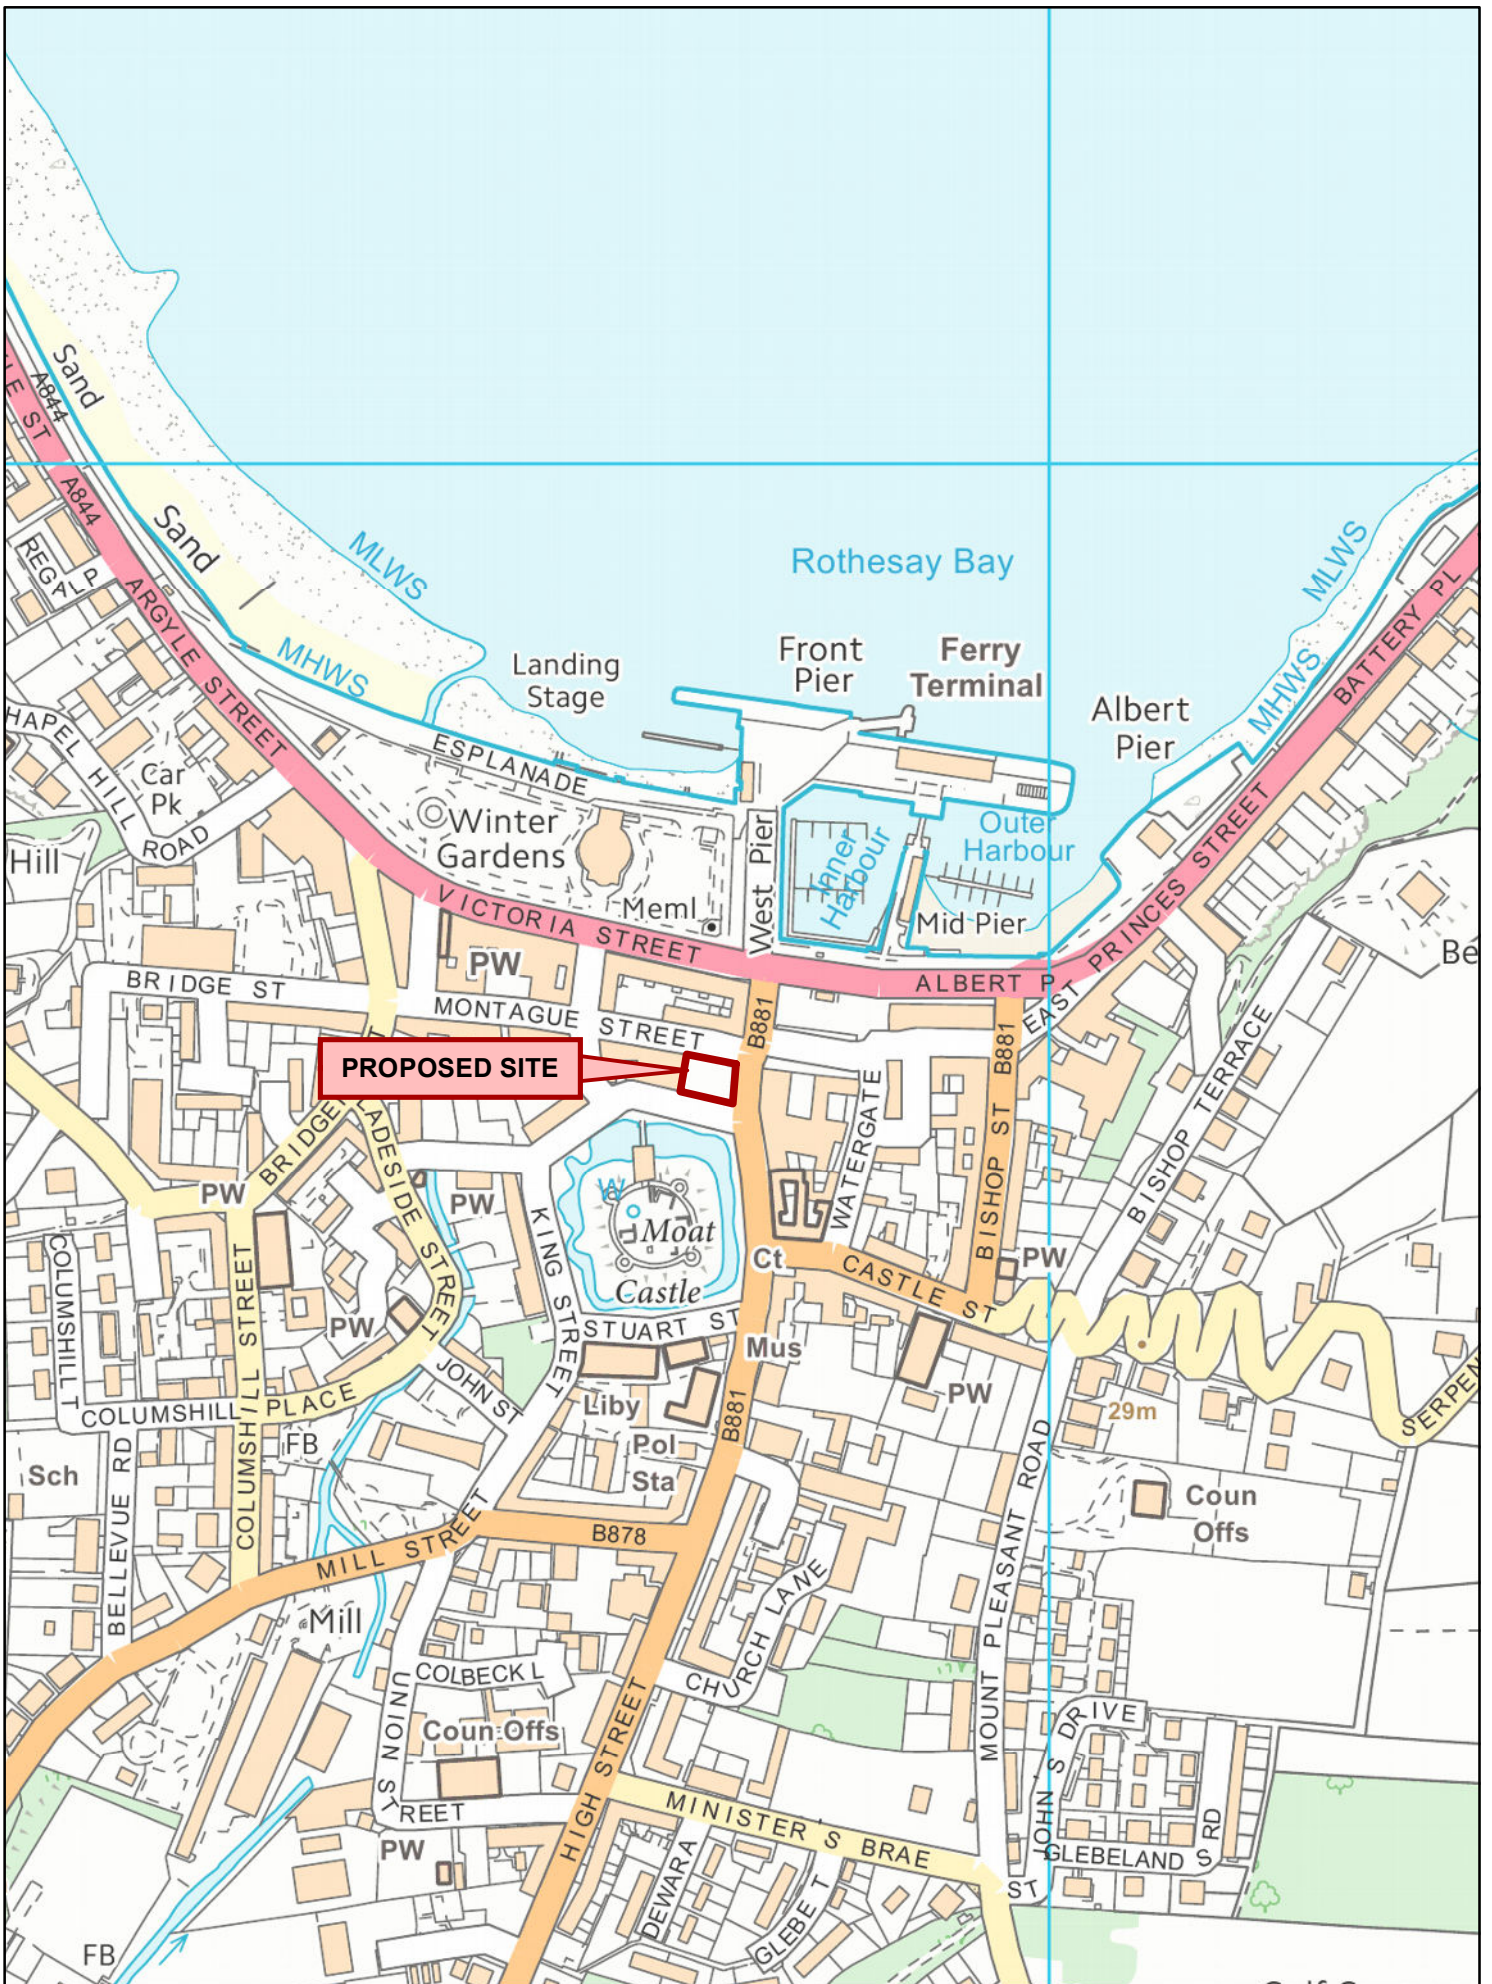 LE ST
A844
Sand
A844
Sand
MLWS
REGAL P
ARGYLE STREET
MHWS
Rothesay Bay
MLWS
MHWS
BATTERY PL
Landing
Stage
Front
Pier
Ferry
Terminal
Albert
Pier
HAPEL HILL
ROAD
Car
Pk
ESPLANADE
Winter
Gardens
Meml
West Pier
Inner
Harbour
Outer
Harbour
Mid Pier
Hill
VICTORIA STREET
ALBERT P
PRINCES STREET
EAST
Be
PW
BRIDGE ST
MONTAGUE STREET
B881
B881
PROPOSED SITE
BRIDGE
LADESIDE STREET
WATERGATE
BISHOP ST
BISHOP TERRACE
PW
PW
W
Moat
Castle
KING STREET
STUART ST
Ct
CASTLE ST
PW
COLUMSHILL T
COLUMSHILL STREET
PW
JOHN ST
Mus
PW
29m
SERPEN
COLUMSHILL PLACE
FB
Liby
Pol
Sta
B881
Sch
BELLEVUE RD
MILL STREET
B878
MOUNT PLEASANT ROAD
Coun
Offs
Mill
CHURCH LANE
COLBECK L
UNION STREET
Coun Offs
HIGH STREET
JOHN'S DRIVE
MINISTER'S BRAE
GLEBELAND S RD
PW
DEWARA
GLEBE T
ST
FB